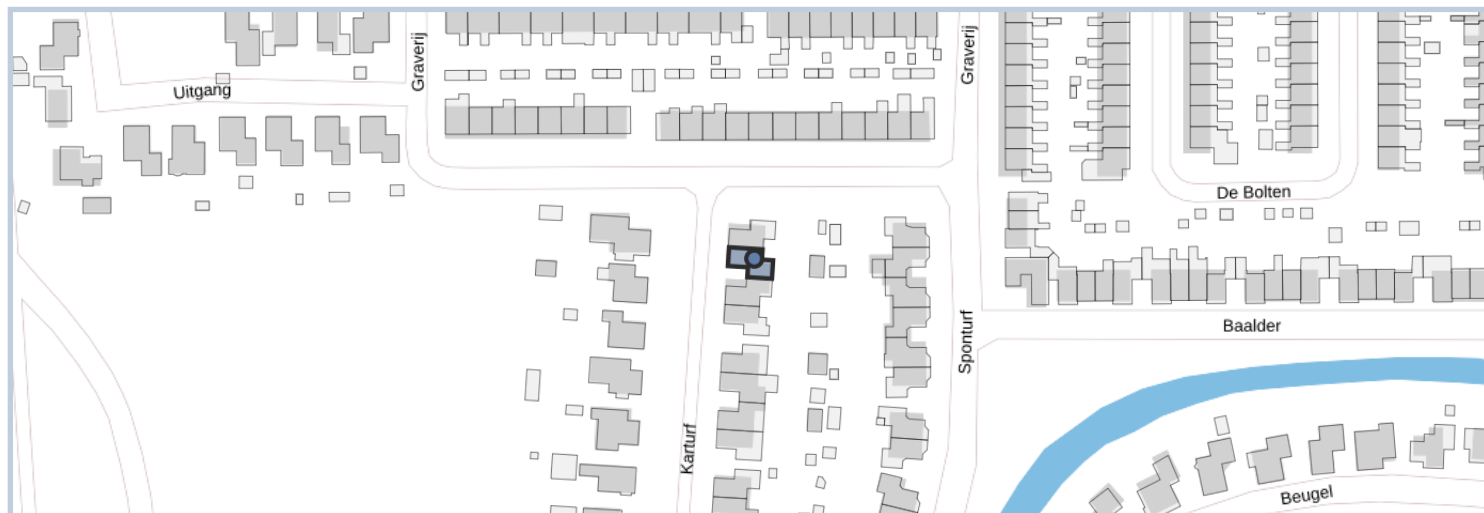 Graverij
Graverij
Uitgang
De Bolten
Sponturf
Baalder
Karturf
Beugel